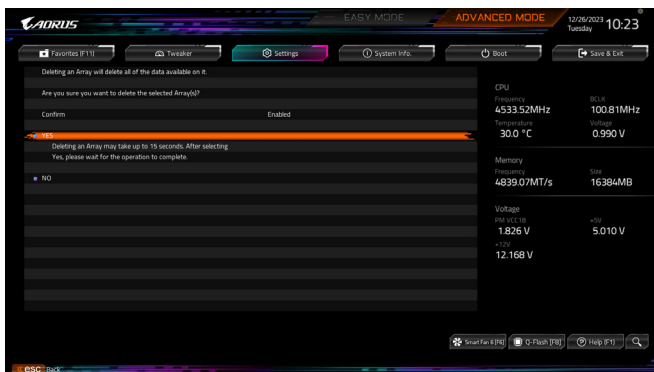 AORUS
EASY MODE
ADVANCED MODE
12/26/2023
Tuesday
10:23
Favorites (F11)
Tweaker
Settings
System Info.
Boot
Save & Exit
Deleting an Array will delete all of the data available on it.
Are you sure you want to delete the selected Array(s)?
Confirm Enabled
YES
Deleting an Array may take up to 15 seconds. After selecting
Yes, please wait for the operation to complete.
NO
CPU
Frequency BCLK
4533.52MHz 100.81MHz
Temperature Voltage
30.0 °C 0.990 V
Memory
Frequency Size
4839.07MT/s 16384MB
Voltage
PM VCC18 +5V
1.826 V 5.010 V
+12V
12.168 V
Smart Fan 6 [F6]
Q-Flash [F8]
Help (F1)
esc Back